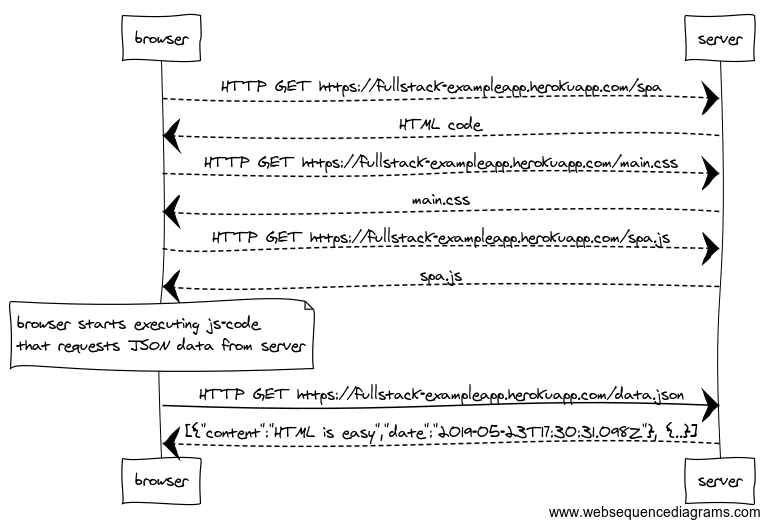 browser
server
HTTP GET https://fullstack-exampleapp.herokuapp.com/spa
HTML code
HTTP GET https://fullstack-exampleapp.herokuapp.com/main.css
main.css
HTTP GET https://fullstack-exampleapp.herokuapp.com/spa.js
spa.js
browser starts executing js-code
that requests JSON data from server
HTTP GET https://fullstack-exampleapp.herokuapp.com/data.json
[{"content":"HTML is easy","date":"2019-05-23T17:30:31.098Z"}, {..}]
browser
server
www.websequencediagrams.com